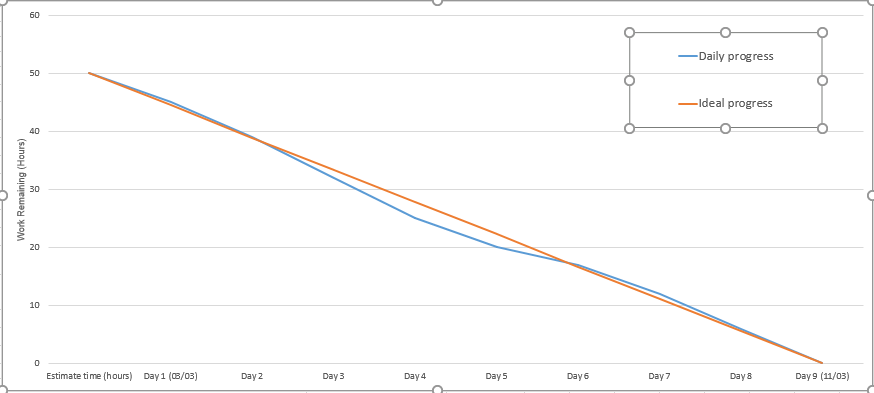 60
50
40
30
20
10
0
Work Remaining (Hours)
Daily progress
Ideal progress
Estimate time (hours) Day 1 (03/03) Day 2 Day 3 Day 4 Day 5 Day 6 Day 7 Day 8 Day 9 (11/03)